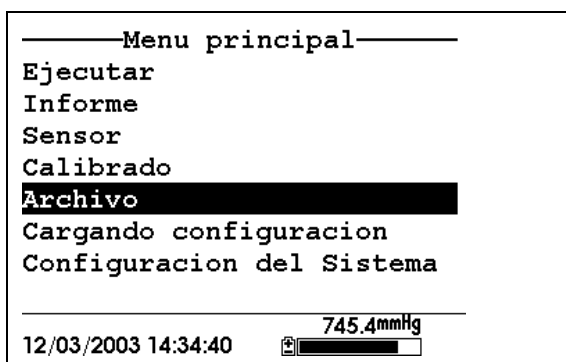 Menu principal
Ejecutar
Informe
Sensor
Calibrado
Archivo
Cargando configuracion
Configuracion del Sistema
745.4mmHg
12/03/2003 14:34:40